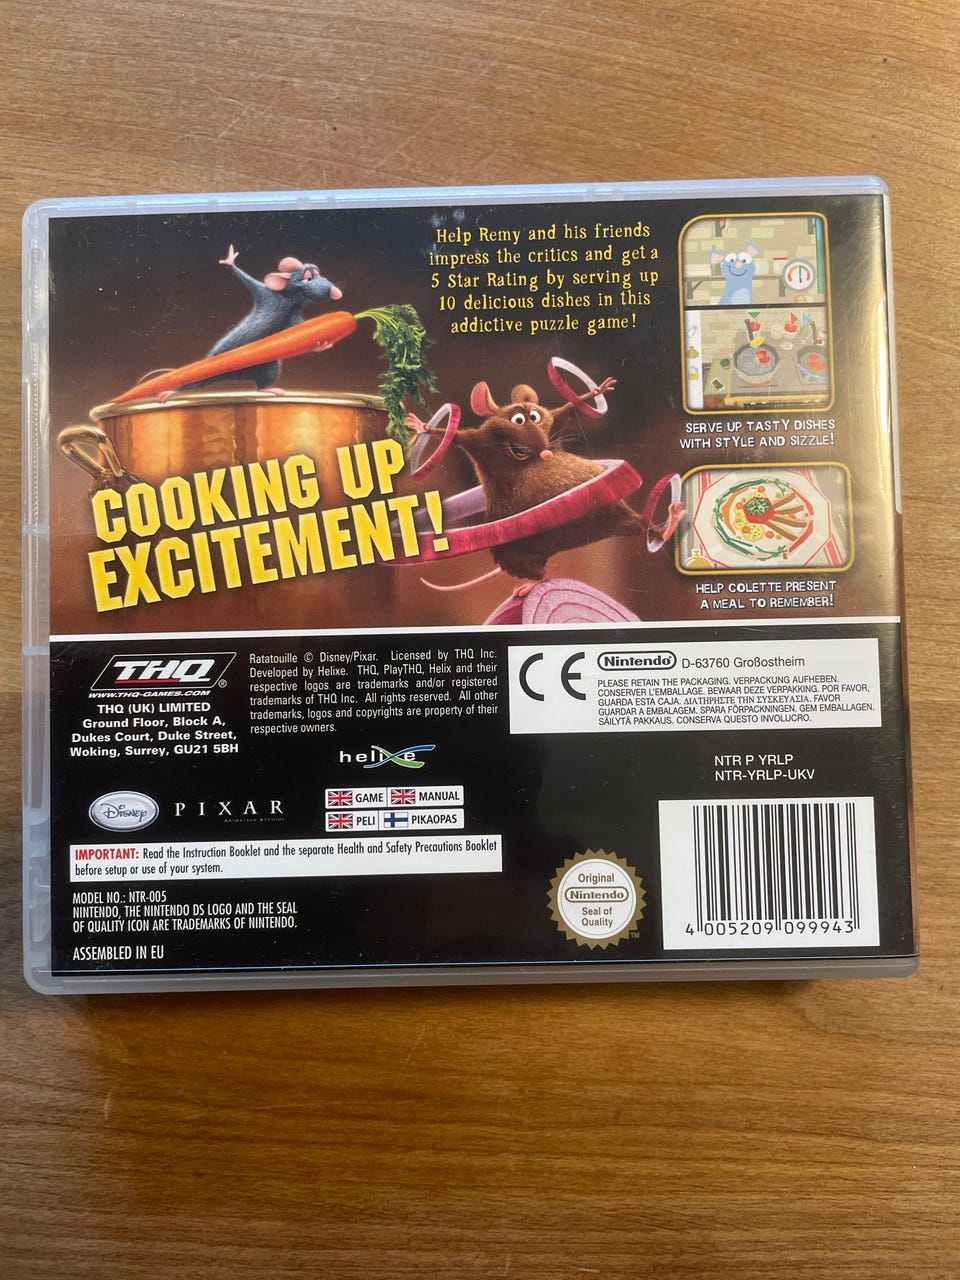 Help Remy and his friends
impress the critics and get a
5 Star Rating by serving up
10 delicious dishes in this
addictive puzzle game!
SERVE UP TASTY DISHES
WITH STYLE AND SIZZLE!
COOKING UP
EXCITEMENT!
HELP COLETTE PRESENT
A MEAL TO REMEMBER!
THQ®
WWW.THQ-GAMES.COM
THQ (UK) LIMITED
Ground Floor, Block A,
Dukes Court, Duke Street,
Woking, Surrey, GU21 5BH
Ratatouille © Disney/Pixar. Licensed by THQ Inc.
Developed by Helixe. THQ, PlayTHQ, Helix and their
respective logos are trademarks and/or registered
trademarks of THQ Inc. All rights reserved. All other
trademarks, logos and copyrights are property of their
respective owners.
helixe
CE Nintendo® D-63760 Großostheim
PLEASE RETAIN THE PACKAGING. VERPACKUNG AUFHEBEN.
CONSERVER L'EMBALLAGE. BEWAAR DEZE VERPAKKING. POR FAVOR,
GUARDA ESTA CAJA. ΔΙΑΤΗΡΗΣΤΕ ΤΗΝ ΣΥΣΚΕΥΑΣΙΑ. FAVOR
GUARDAR A EMBALAGEM. SPARA FÖRPACKNINGEN. GEM EMBALLAGEN.
SÄILYTÄ PAKKAUS. CONSERVA QUESTO INVOLUCRO.
NTR P YRLP
NTR-YRLP-UKV
Disney PIXAR
ANIMATION STUDIOS
GAME MANUAL
PELI PIKAOPAS
IMPORTANT: Read the Instruction Booklet and the separate Health and Safety Precautions Booklet
before setup or use of your system.
MODEL NO.: NTR-005
NINTENDO, THE NINTENDO DS LOGO AND THE SEAL
OF QUALITY ICON ARE TRADEMARKS OF NINTENDO.
ASSEMBLED IN EU
Original
Nintendo®
Seal of
Quality
TM
4 005209 099943